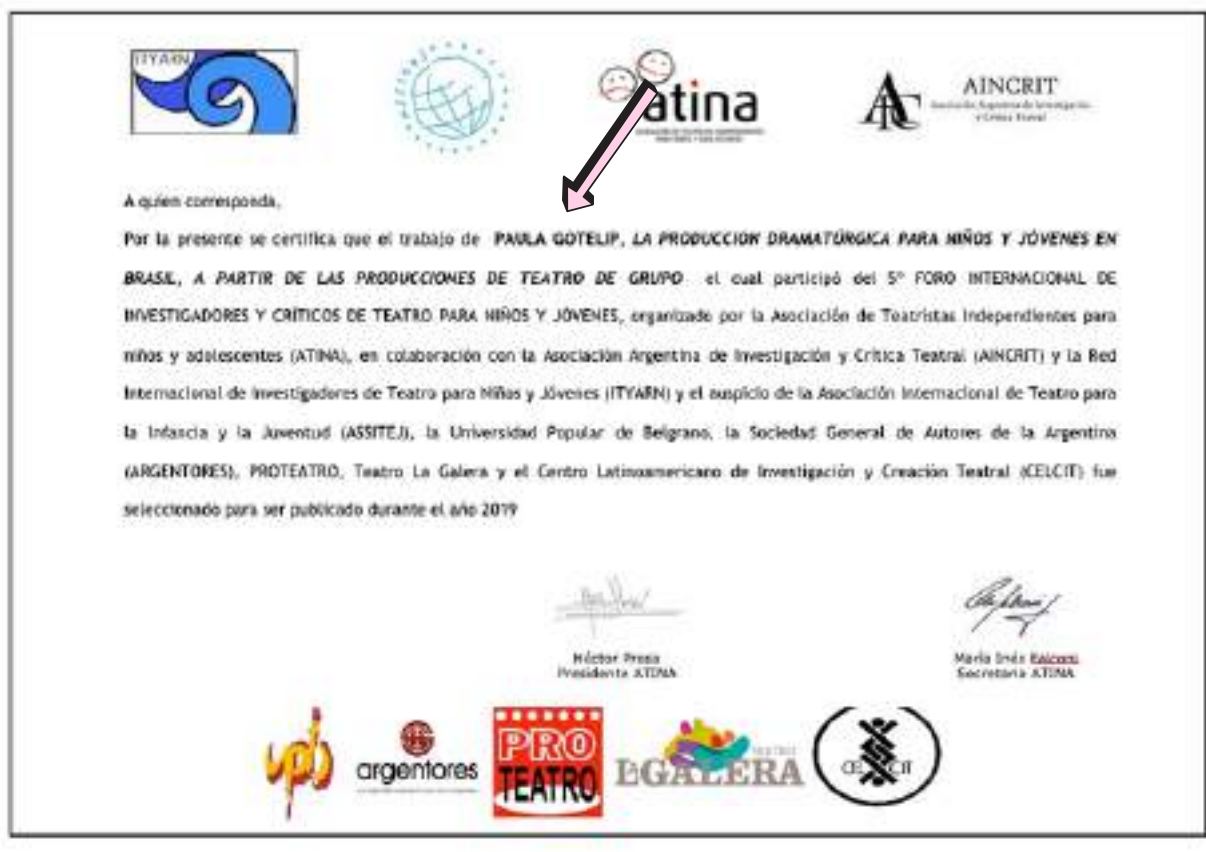 ITYARN
atina
AINCRIT
A quien corresponda,
Por la presente se certifica que el trabajo de PAULA GOTELIP, LA PRODUCCION DRAMATÚRGICA PARA NIÑOS Y JÓVENES EN
BRASIL, A PARTIR DE LAS PRODUCCIONES DE TEATRO DE GRUPO el cual participó del 5º FORO INTERNACIONAL DE
INVESTIGADORES Y CRÍTICOS DE TEATRO PARA NIÑOS Y JÓVENES, organizado por la Asociación de Teatristas Independientes para
niños y adolescentes (ATINA), en colaboración con la Asociación Argentina de Investigación y Crítica Teatral (AINCRIT) y la Red
Internacional de Investigadores de Teatro para Niños y Jóvenes (ITYARN) y el auspicio de la Asociación Internacional de Teatro para
la Infancia y la Juventud (ASSITEJ), la Universidad Popular de Belgrano, la Sociedad General de Autores de la Argentina
(ARGENTORES), PROTEATRO, Teatro La Galera y el Centro Latinoamericano de Investigación y Creación Teatral (CELCIT) fue
seleccionado para ser publicado durante el año 2019
Héctor Presa
Presidente ATINA
María Inés Falconi
Secretaria ATINA
upb
argentores
PRO
TEATRO
TEATRO
LA GALERA
CELCIT